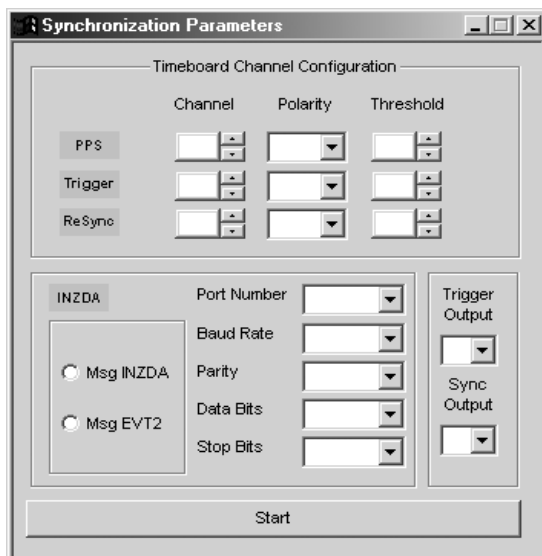 Synchronization Parameters
Timeboard Channel Configuration
Channel Polarity Threshold
PPS
Trigger
ReSync
INZDA
Msg INZDA
Msg EVT2
Port Number
Baud Rate
Parity
Data Bits
Stop Bits
Trigger
Output
Sync
Output
Start